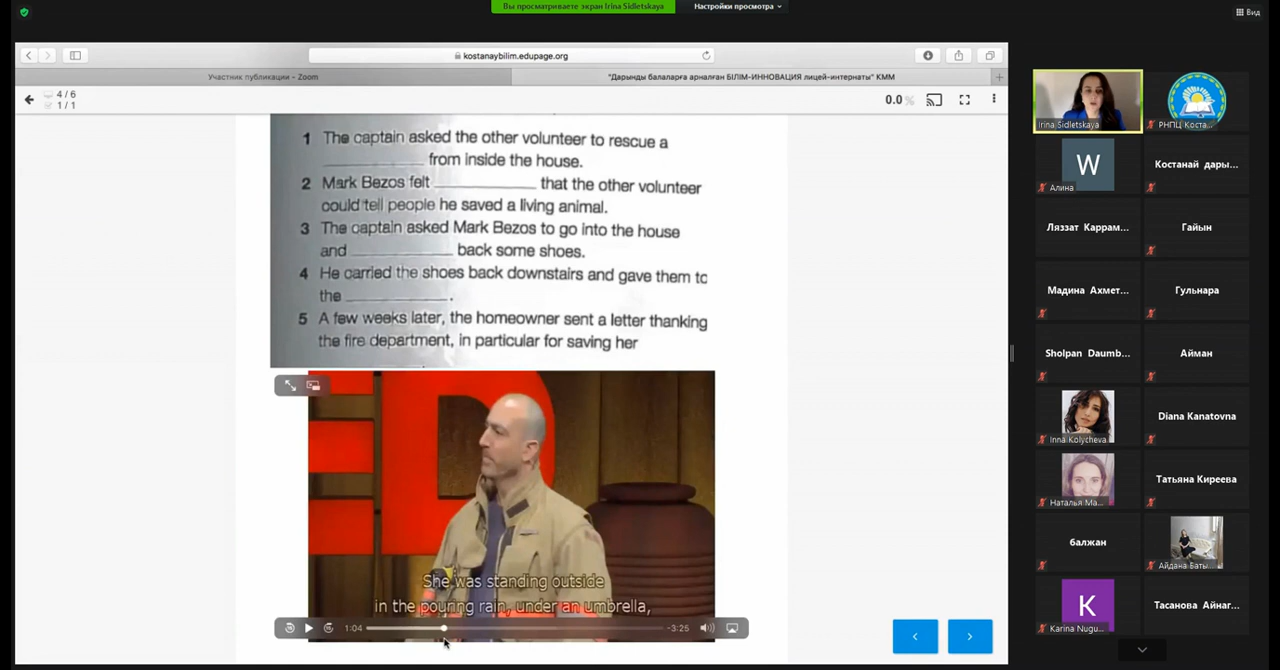 Вы просматриваете экран Irina Sidletskaya
Настройки просмотра
Вид
kostanaybilim.edupage.org
Участник публикации - Zoom
"Дарынды балаларға арналған БІЛІМ-ИННОВАЦИЯ лицей-интернаты" КММ
4 / 6
1 / 1
0.0 %
1 The captain asked the other volunteer to rescue a
from inside the house.
2 Mark Bezos felt that the other volunteer
could tell people he saved a living animal.
3 The captain asked Mark Bezos to go into the house
and back some shoes.
4 He carried the shoes back downstairs and gave them to
the .
5 A few weeks later, the homeowner sent a letter thanking
the fire department, in particular for saving her
She was standing outside
in the pouring rain, under an umbrella,
1:04
-3:25
Irina Sidletskaya
РНПЦ Коста...
W
Алина
Костанай дары...
Ляззат Каррам...
Гайын
Мадина Ахмет...
Гульнара
Sholpan Daumb...
Айман
Inna Kolycheva
Diana Kanatovna
Наталья Ма...
Татьяна Киреева
балжан
Айдана Баты
K
Karina Nugu...
Тасанова Айнаг...